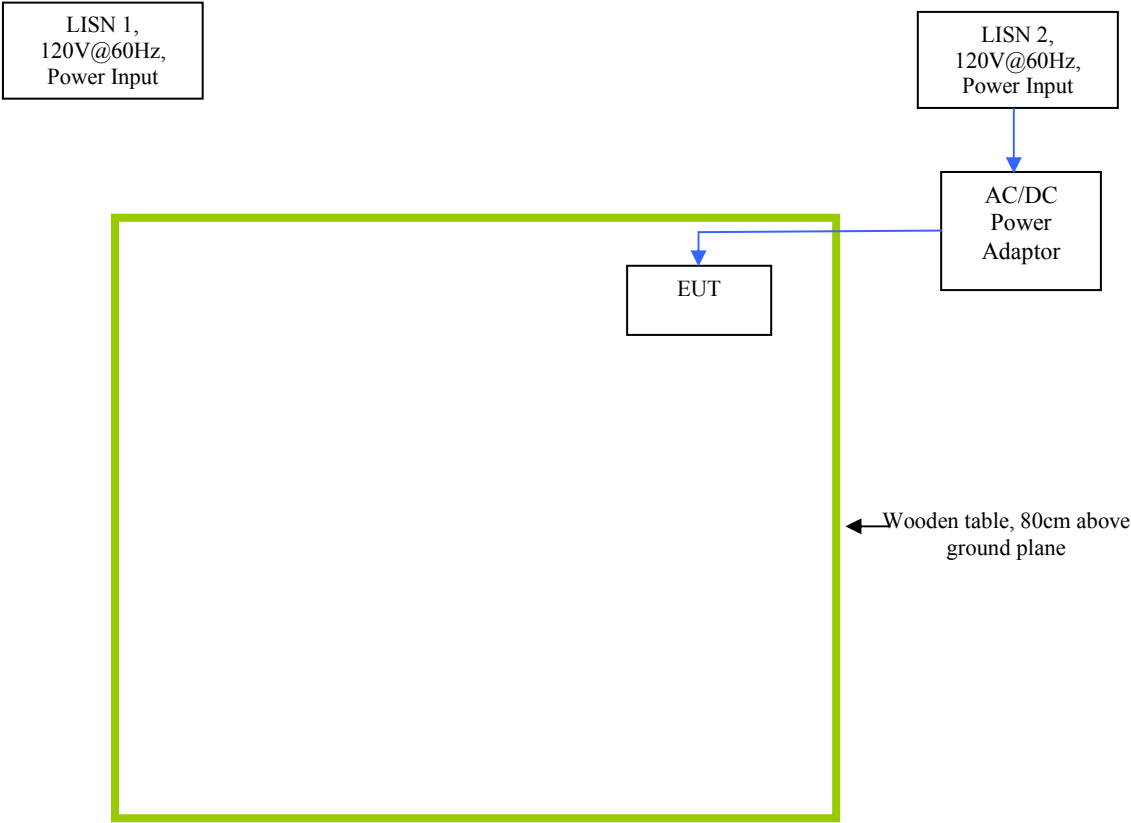 LISN 1,
120V@60Hz,
Power Input
LISN 2,
120V@60Hz,
Power Input
AC/DC
Power
Adaptor
EUT
Wooden table, 80cm above
ground plane